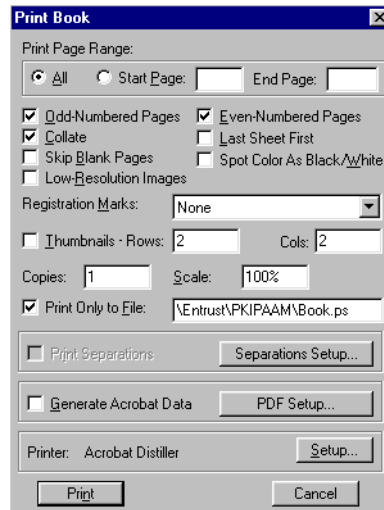 Print Book
Print Page Range:
All Start Page: End Page:
Odd-Numbered Pages Even-Numbered Pages
Collate Last Sheet First
Skip Blank Pages Spot Color As Black/White
Low-Resolution Images
Registration Marks: None
Thumbnails - Rows: 2 Cols: 2
Copies: 1 Scale: 100%
Print Only to File: \Entrust\PKIPAAM\Book.ps
Print Separations Separations Setup...
Generate Acrobat Data PDF Setup...
Printer: Acrobat Distiller Setup...
Print Cancel